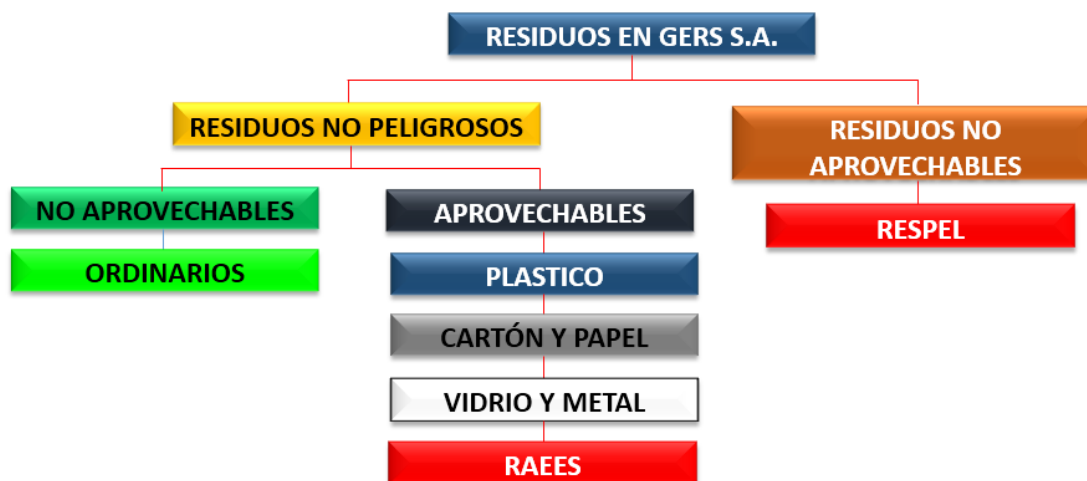 RESIDUOS EN GERS S.A.
RESIDUOS NO PELIGROSOS
RESIDUOS NO
APROVECHABLES
NO APROVECHABLES
APROVECHABLES
RESPEL
ORDINARIOS
PLASTICO
CARTÓN Y PAPEL
VIDRIO Y METAL
RAEES